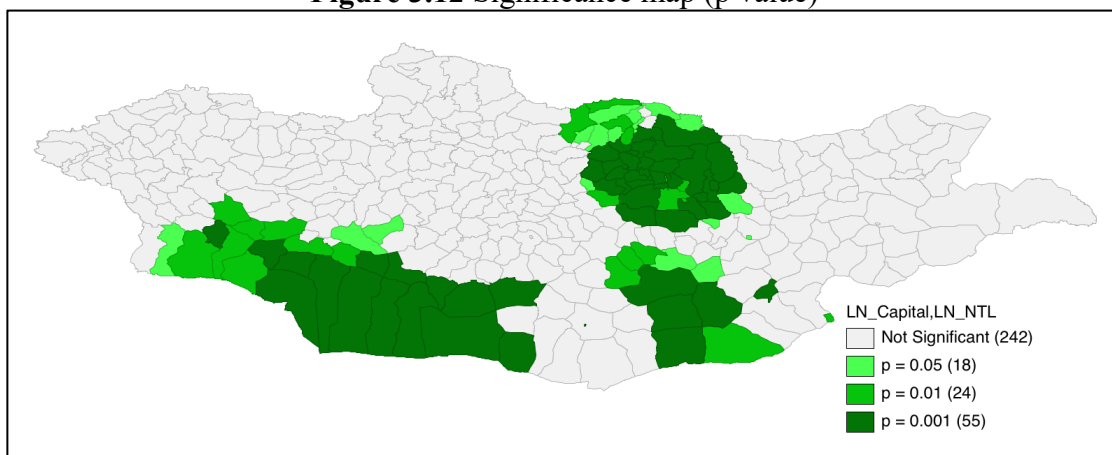 Figure 3.12 Significance map (p value)
LN_Capital,LN_NTL
Not Significant (242)
p = 0.05 (18)
p = 0.01 (24)
p = 0.001 (55)